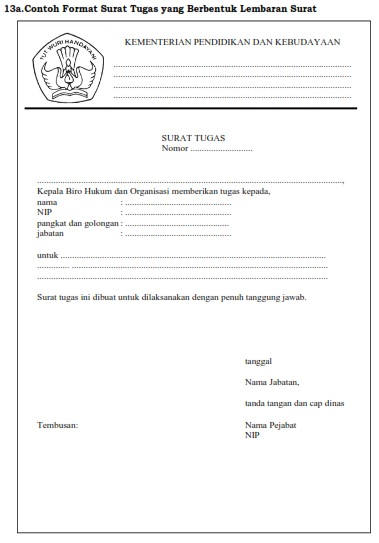 13a.Contoh Format Surat Tugas yang Berbentuk Lembaran Surat
TUT WURI HANDAYANI
KEMENTERIAN PENDIDIKAN DAN KEBUDAYAAN
....................................................................................
....................................................................................
....................................................................................
....................................................................................
SURAT TUGAS
Nomor ...........................
..............................................................................................................,
Kepala Biro Hukum dan Organisasi memberikan tugas kepada,
nama : .......................................
NIP : .......................................
pangkat dan golongan : .......................................
jabatan : .......................................
untuk ................................................................................................
............. ...........................................................................................
.........................................................................................................
Surat tugas ini dibuat untuk dilaksanakan dengan penuh tanggung jawab.
tanggal
Nama Jabatan,
tanda tangan dan cap dinas
Tembusan: Nama Pejabat
NIP